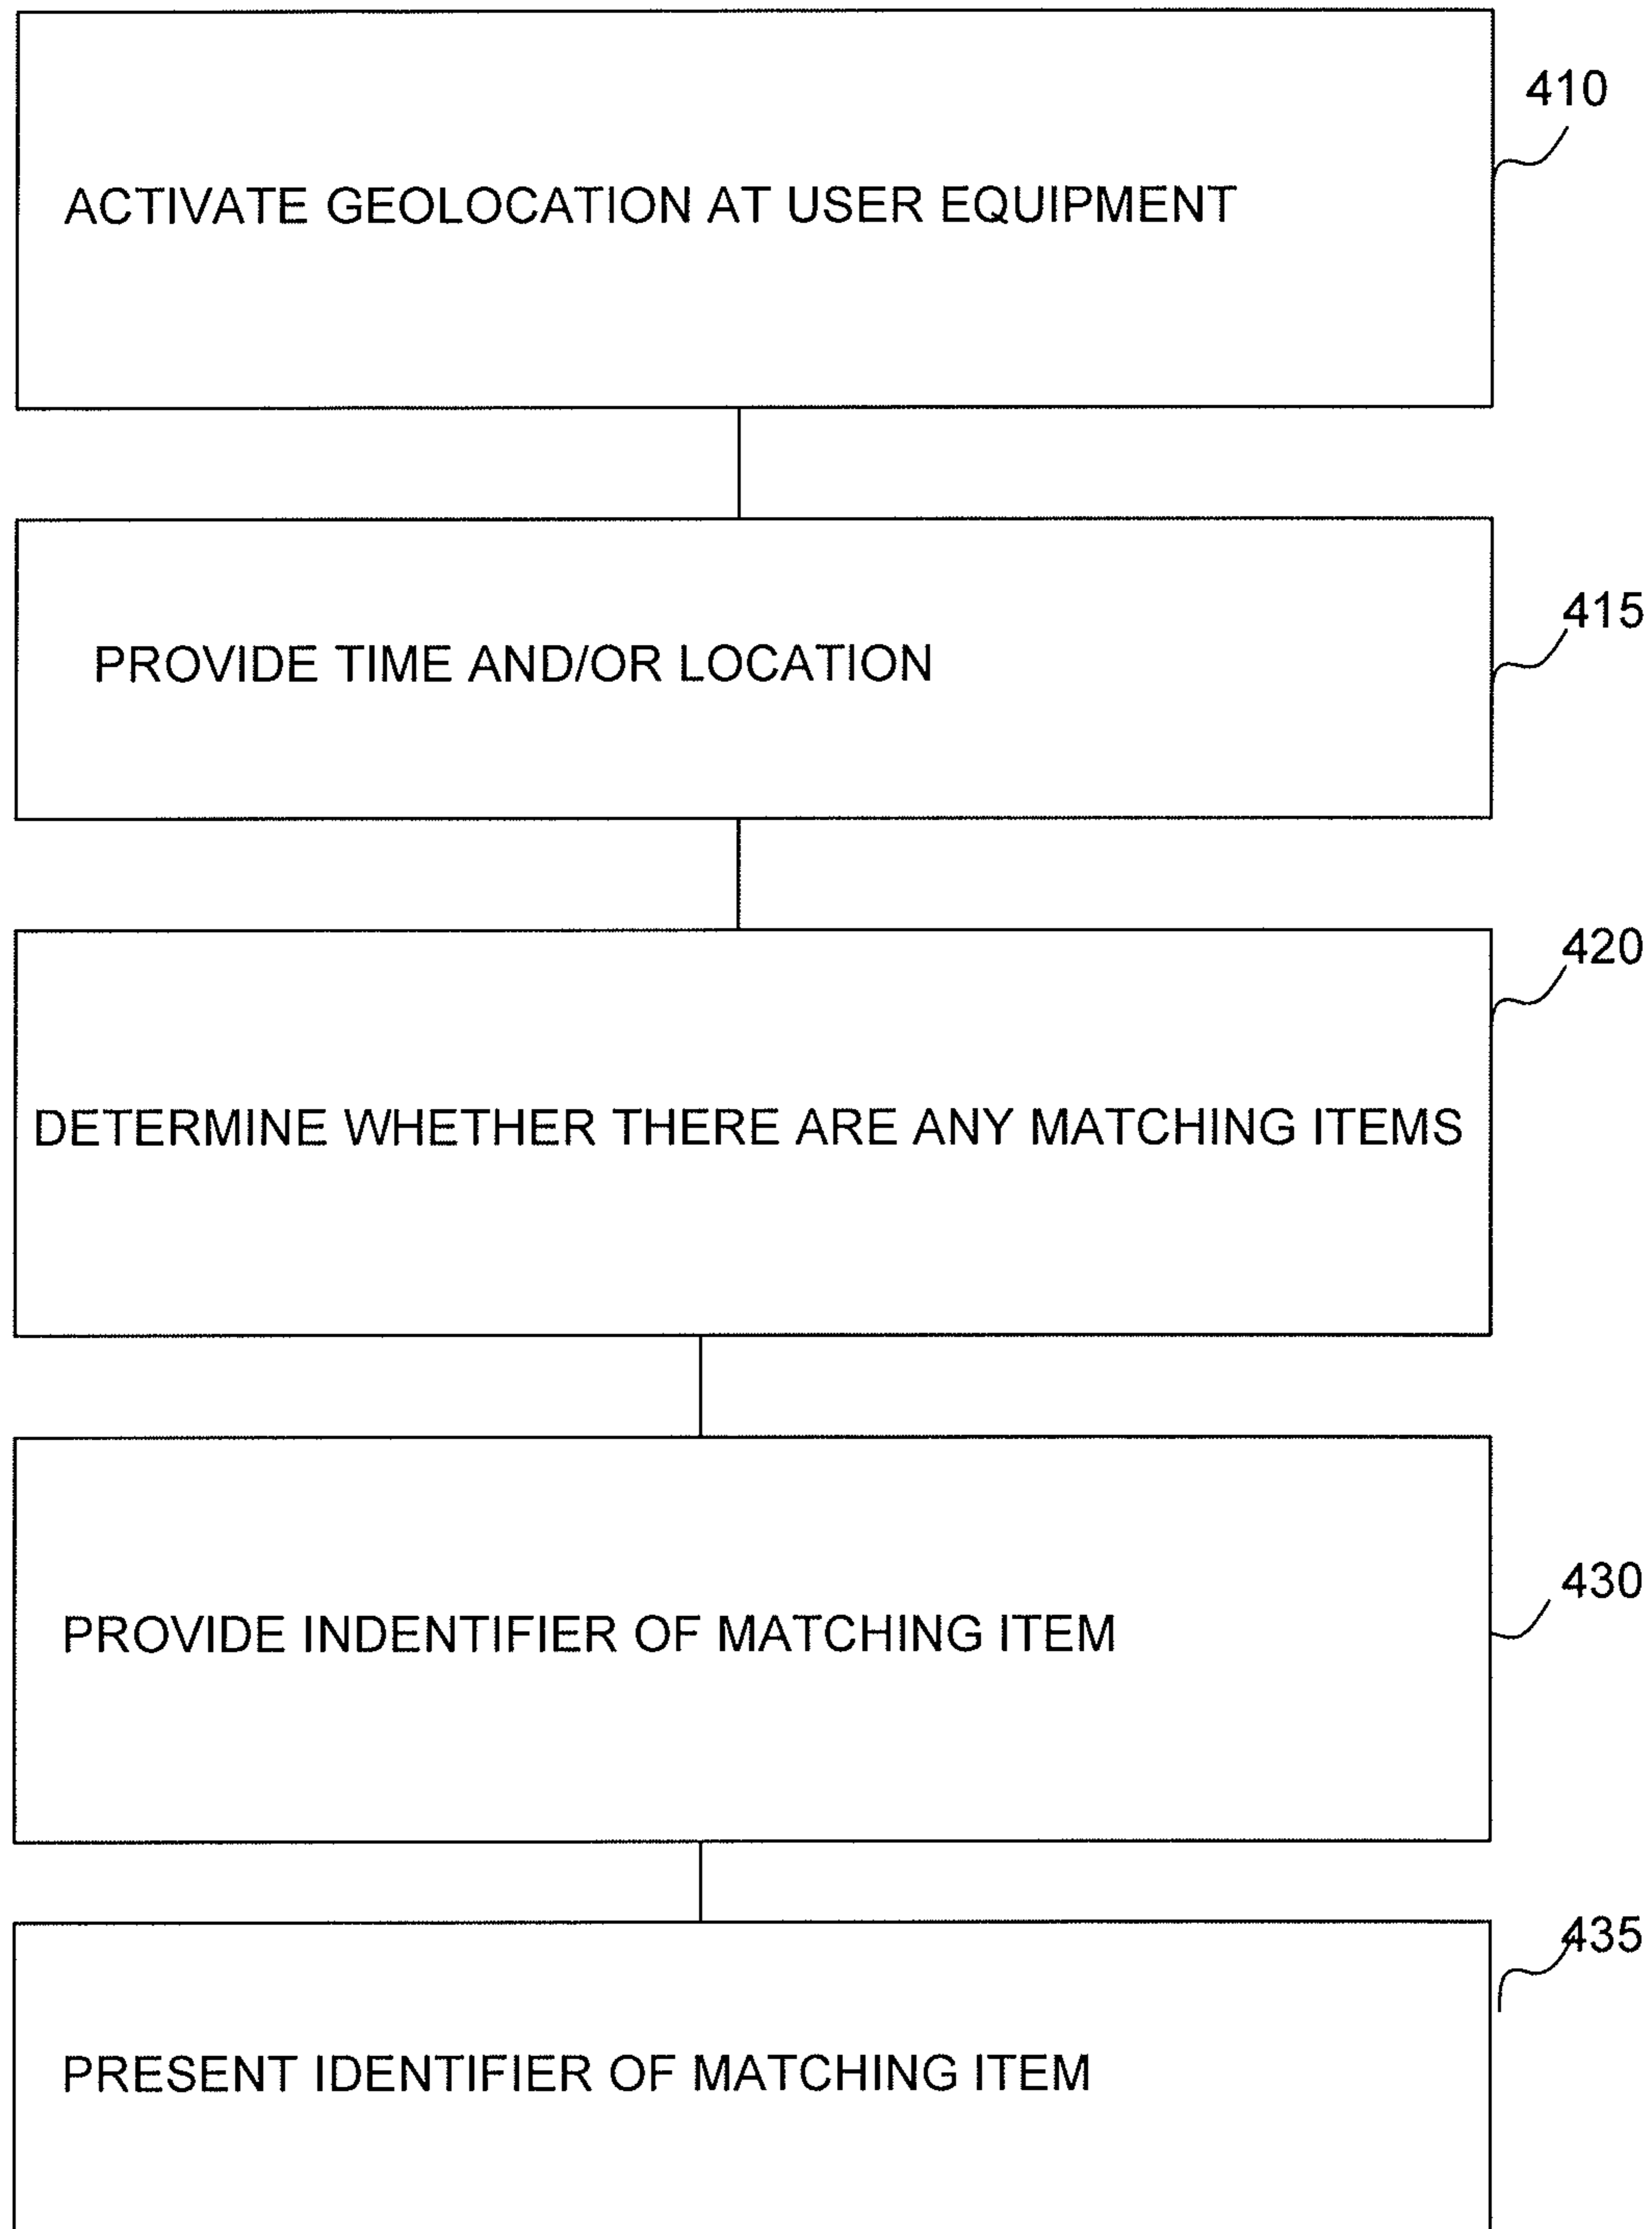 410
ACTIVATE GEOLOCATION AT USER EQUIPMENT
415
PROVIDE TIME AND/OR LOCATION
420
DETERMINE WHETHER THERE ARE ANY MATCHING ITEMS
430
PROVIDE INDENTIFIER OF MATCHING ITEM
435
PRESENT IDENTIFIER OF MATCHING ITEM